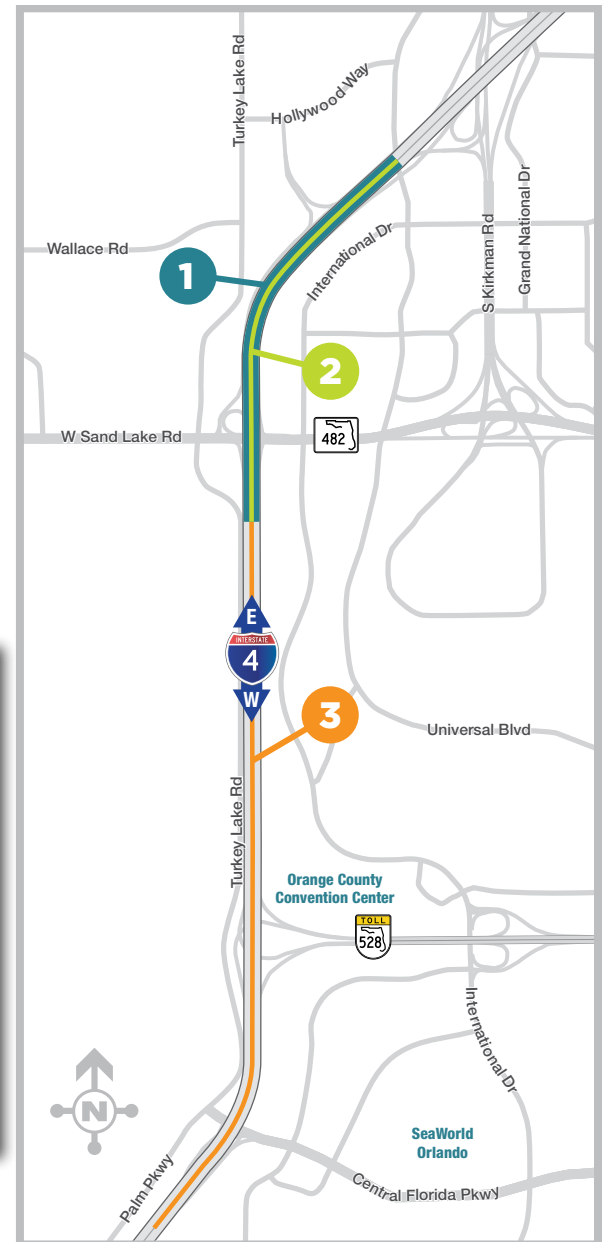 Turkey Lake Rd
Hollywood Way
Wallace Rd
International Dr
S Kirkman Rd
Grand National Dr
1
2
W Sand Lake Rd
482
E
INTERSTATE
4
W
3
Universal Blvd
Turkey Lake Rd
Orange County
Convention Center
TOLL
528
International Dr
N
SeaWorld
Orlando
Palm Pkwy
Central Florida Pkwy